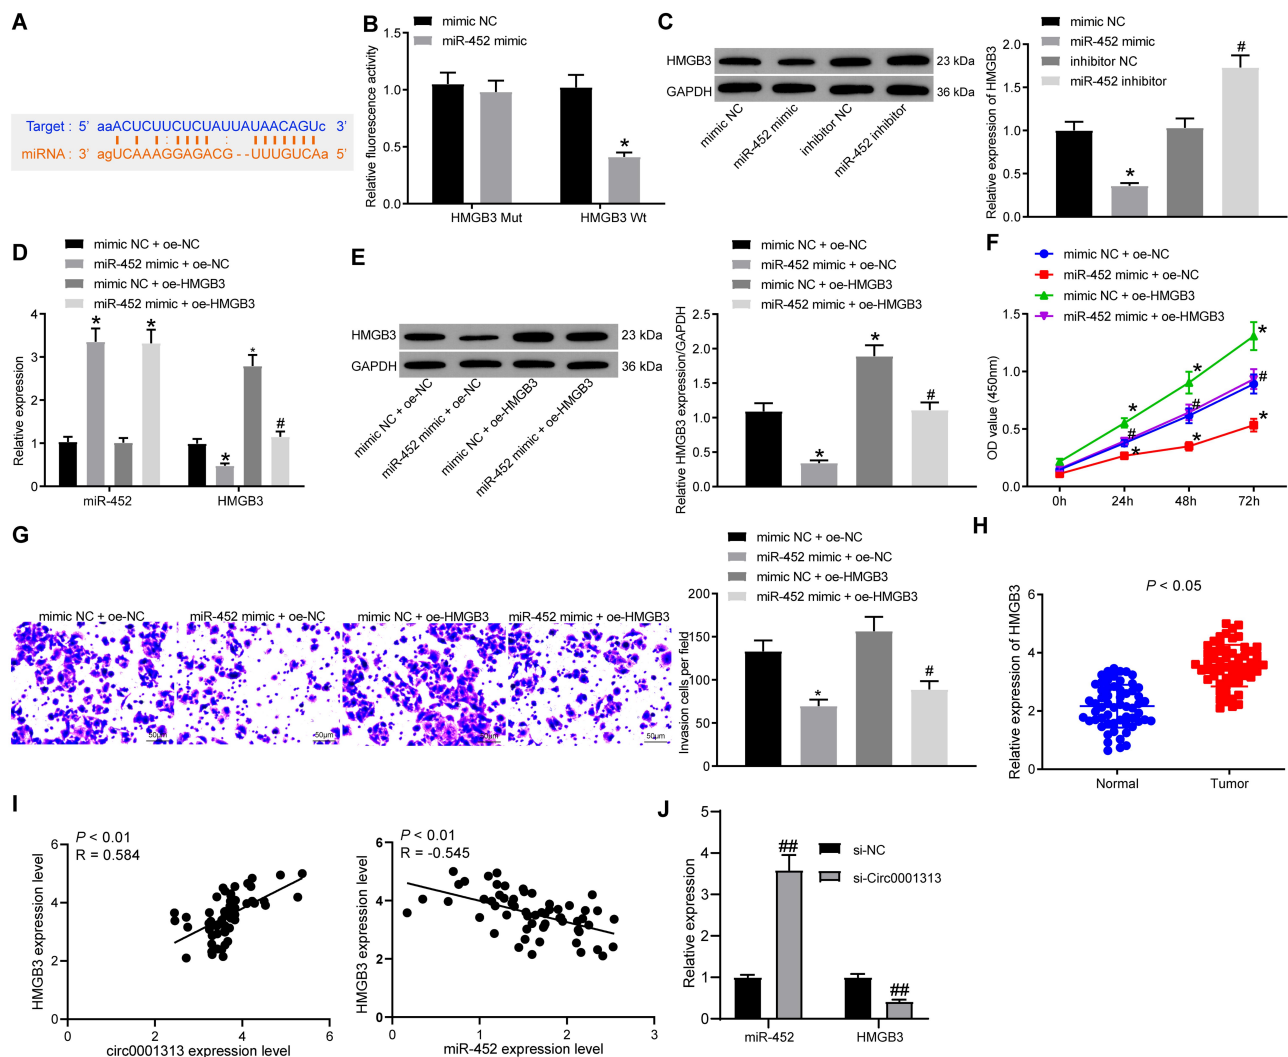 A
Target : 5' aaACUCUUCUCUAUUAUAACAGUc 3'
miRNA : 3' agUCAAAGGAGACG--UUUGUCAa 5'
B
mimic NC
miR-452 mimic
Relative fluorescence activity
1.5
1.0
0.5
0.0
*
HMGB3 Mut
HMGB3 Wt
C
HMGB3
23 kDa
GAPDH
36 kDa
mimic NC
miR-452 mimic
inhibitor NC
miR-452 inhibitor
mimic NC
miR-452 mimic
inhibitor NC
miR-452 inhibitor
Relative expression of HMGB3
2.0
1.5
1.0
0.5
0.0
*
#
D
mimic NC + oe-NC
miR-452 mimic + oe-NC
mimic NC + oe-HMGB3
miR-452 mimic + oe-HMGB3
Relative expression
4
3
2
1
0
*
*
*
*
#
miR-452
HMGB3
E
HMGB3
23 kDa
GAPDH
36 kDa
mimic NC + oe-NC
miR-452 mimic + oe-NC
mimic NC + oe-HMGB3
miR-452 mimic + oe-HMGB3
mimic NC + oe-NC
miR-452 mimic + oe-NC
mimic NC + oe-HMGB3
miR-452 mimic + oe-HMGB3
Relative HMGB3 expression/GAPDH
2.5
2.0
1.5
1.0
0.5
0.0
*
*
#
F
mimic NC + oe-NC
miR-452 mimic + oe-NC
mimic NC + oe-HMGB3
miR-452 mimic + oe-HMGB3
OD value (450nm)
1.5
1.0
0.5
0.0
*
#
*
*
#
*
*
#
*
0h
24h
48h
72h
G
mimic NC + oe-NC
miR-452 mimic + oe-NC
mimic NC + oe-HMGB3
miR-452 mimic + oe-HMGB3
50μm
50μm
50μm
50μm
mimic NC + oe-NC
miR-452 mimic + oe-NC
mimic NC + oe-HMGB3
miR-452 mimic + oe-HMGB3
Invasion cells per field
200
150
100
50
0
*
#
H
P < 0.05
Relative expression of HMGB3
6
4
2
0
Normal
Tumor
I
P < 0.01
R = 0.584
HMGB3 expression level
6
4
2
0
0
2
4
6
circ0001313 expression level
P < 0.01
R = -0.545
HMGB3 expression level
6
4
2
0
0
1
2
3
miR-452 expression level
J
si-NC
si-Circ0001313
Relative expression
5
4
3
2
1
0
##
##
miR-452
HMGB3